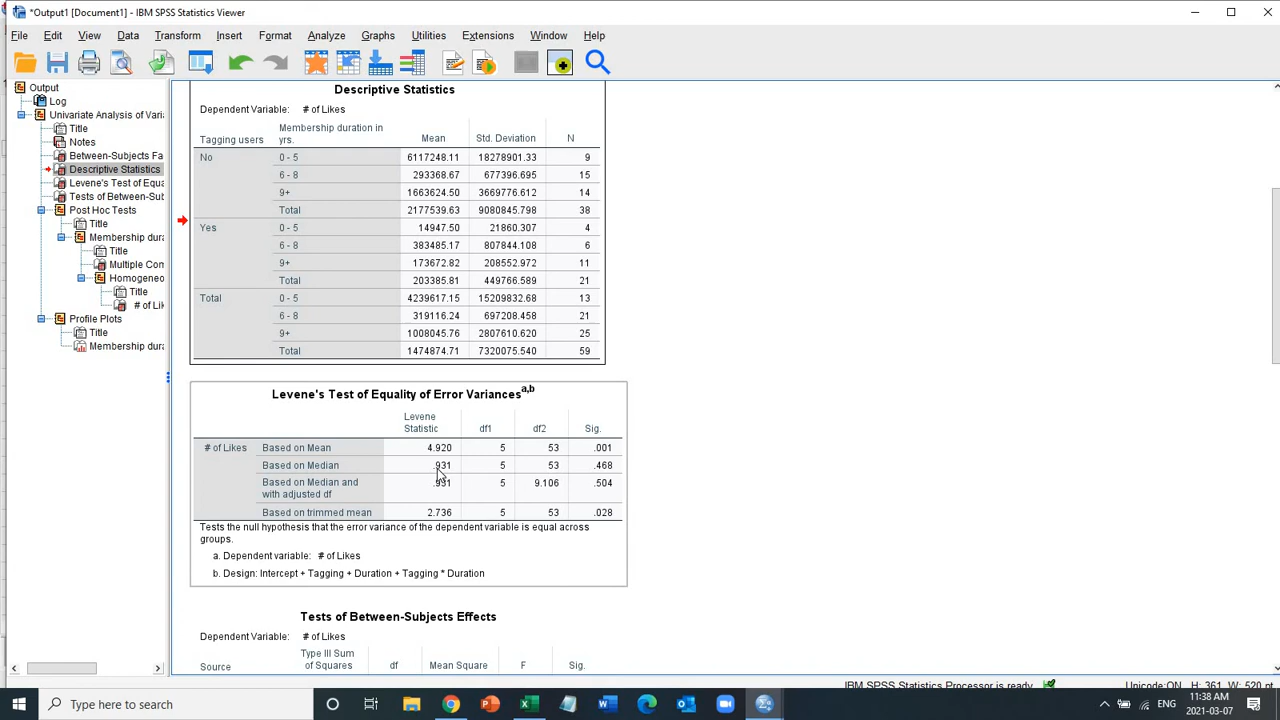 *Output1 [Document1] - IBM SPSS Statistics Viewer
File Edit View Data Transform Insert Format Analyze Graphs Utilities Extensions Window Help
Output
Log
Univariate Analysis of Vari
Title
Notes
Between-Subjects Fa
Descriptive Statistics
Levene's Test of Equa
Tests of Between-Sub
Post Hoc Tests
Title
Membership dura
Title
Multiple Com
Homogeneo
Title
# of Lik
Profile Plots
Title
Membership dura
Descriptive Statistics
Dependent Variable: # of Likes
Tagging users Membership duration in yrs. Mean Std. Deviation N
No 0 - 5 6117248.11 18278901.33 9
6 - 8 293368.67 677396.695 15
9+ 1663624.50 3669776.612 14
Total 2177539.63 9080845.798 38
Yes 0 - 5 14947.50 21860.307 4
6 - 8 383485.17 807844.108 6
9+ 173672.82 208552.972 11
Total 203385.81 449766.589 21
Total 0 - 5 4239617.15 15209832.68 13
6 - 8 319116.24 697208.458 21
9+ 1008045.76 2807610.620 25
Total 1474874.71 7320075.540 59
Levene's Test of Equality of Error Variances a,b
Levene Statistic df1 df2 Sig.
# of Likes Based on Mean 4.920 5 53 .001
Based on Median .931 5 53 .468
Based on Median and with adjusted df .931 5 9.106 .504
Based on trimmed mean 2.736 5 53 .028
Tests the null hypothesis that the error variance of the dependent variable is equal across
groups.
a. Dependent variable: # of Likes
b. Design: Intercept + Tagging + Duration + Tagging * Duration
Tests of Between-Subjects Effects
Dependent Variable: # of Likes
Source Type III Sum of Squares df Mean Square F Sig.
IBM SPSS Statistics Processor is ready Unicode:ON H: 361, W: 520 pt.
Type here to search
ENG
11:38 AM
2021-03-07